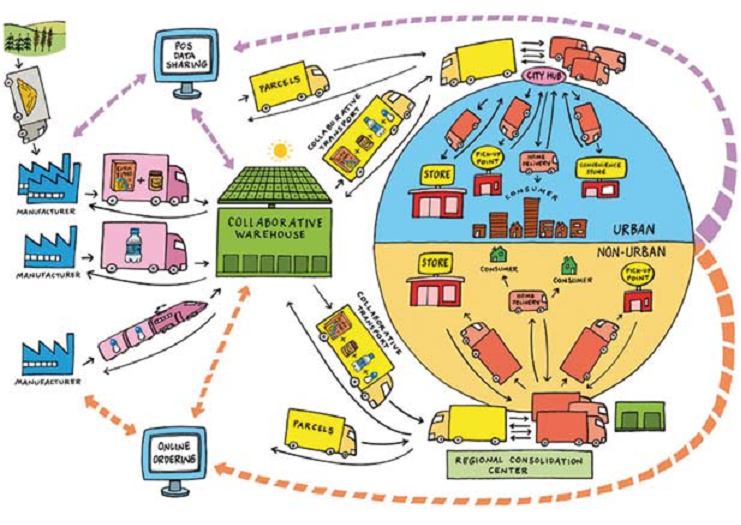 POS
DATA
SHARING
PARCELS
CITY HUB
COLLABORATIVE
TRANSPORT
MANUFACTURER
COLLABORATIVE
WAREHOUSE
STORE
PICK-UP
POINT
HOME
DELIVERY
CONVENIENCE
STORE
CONSUMER
URBAN
NON-URBAN
MANUFACTURER
STORE
CONSUMER
CONSUMER
PICK-UP
POINT
HOME
DELIVERY
COLLABORATIVE
TRANSPORT
MANUFACTURER
PARCELS
ONLINE
ORDERING
REGIONAL CONSOLIDATION
CENTER